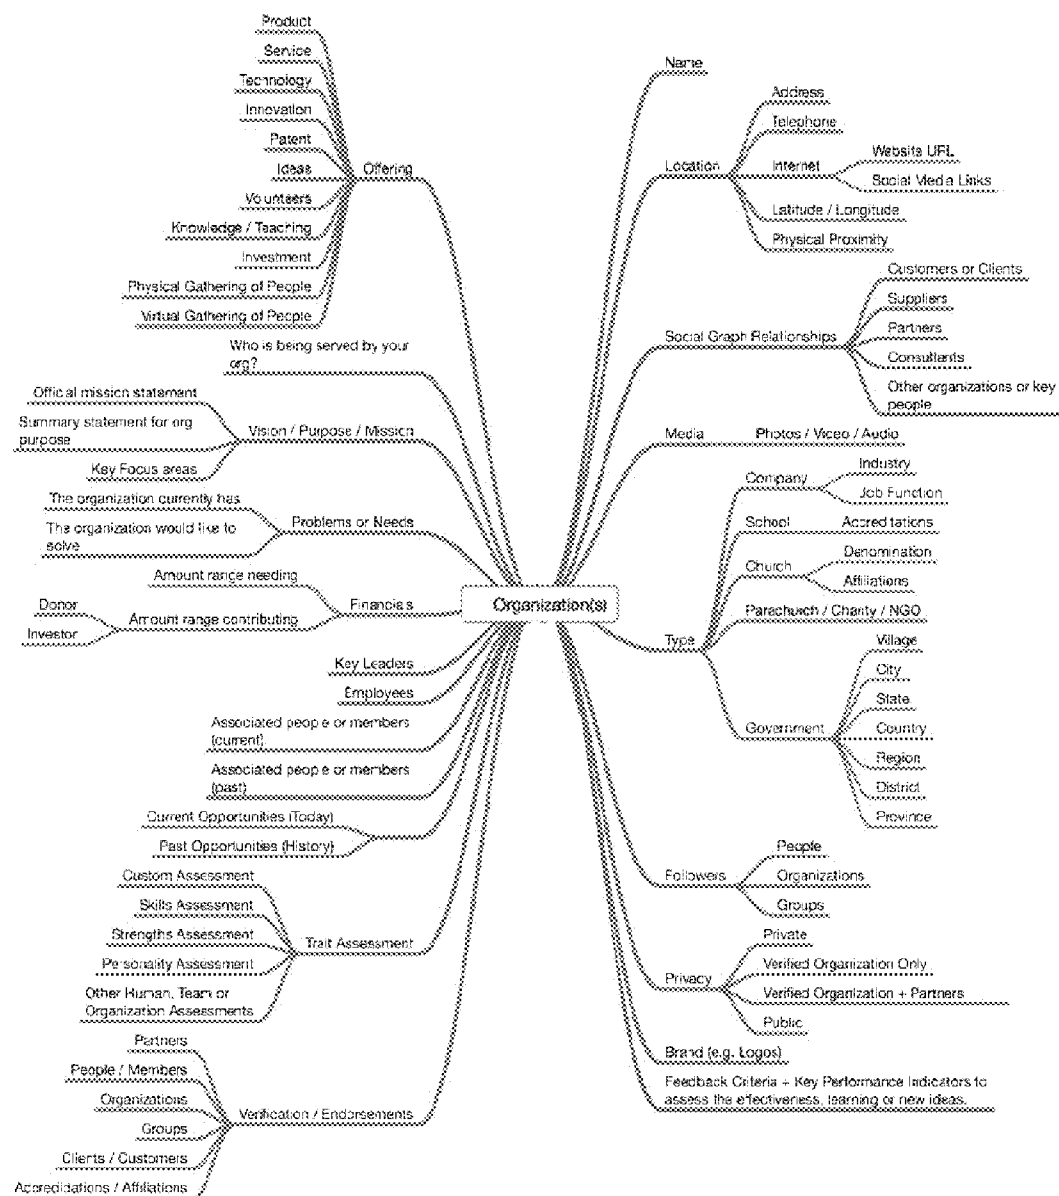 Product
Service
Technology
Innovation
Patent
Ideas
Volunteers
Knowledge / Teaching
Investment
Physical Gathering of People
Virtual Gathering of People
Offering
Who is being served by your
org?
Official mission statement
Summary statement for org
purpose
Key Focus areas
Vision / Purpose / Mission
The organization currently has
The organization would like to
solve
Problems or Needs
Amount range needing
Donor
Investor
Amount range contributing
Financials
Key Leaders
Employees
Associated people or members
(current)
Associated people or members
(past)
Current Opportunities (Today)
Past Opportunities (History)
Custom Assessment
Skills Assessment
Strengths Assessment
Personality Assessment
Other Human, Team or
Organization Assessments
Trait Assessment
Partners
People / Members
Organizations
Groups
Clients / Customers
Accredidations / Affiliations
Verification / Endorsements
Organization(s)
Name
Location
Address
Telephone
Internet
Website URL
Social Media Links
Latitude / Longitude
Physical Proximity
Social Graph Relationships
Customers or Clients
Suppliers
Partners
Consultants
Other organizations or key
people
Media
Photos / Video / Audio
Type
Company
Industry
Job Function
School
Accreditations
Church
Denomination
Affiliations
Parachurch / Charity / NGO
Government
Village
City
State
Country
Region
District
Province
Followers
People
Organizations
Groups
Privacy
Private
Verified Organization Only
Verified Organization + Partners
Public
Brand (e.g. Logos)
Feedback Criteria + Key Performance Indicators to
assess the effectiveness, learning or new ideas.